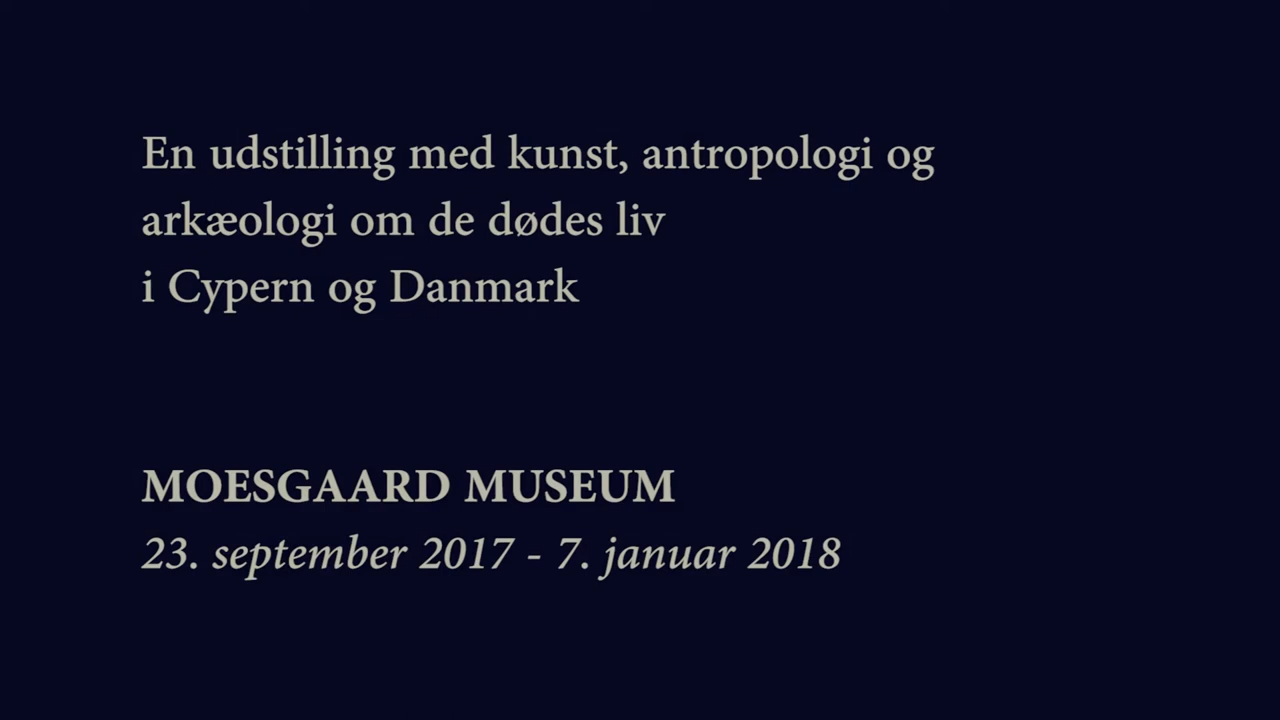 En udstilling med kunst, antropologi og
arkæologi om de dødes liv
i Cypern og Danmark
MOESGAARD MUSEUM
23. september 2017 - 7. januar 2018